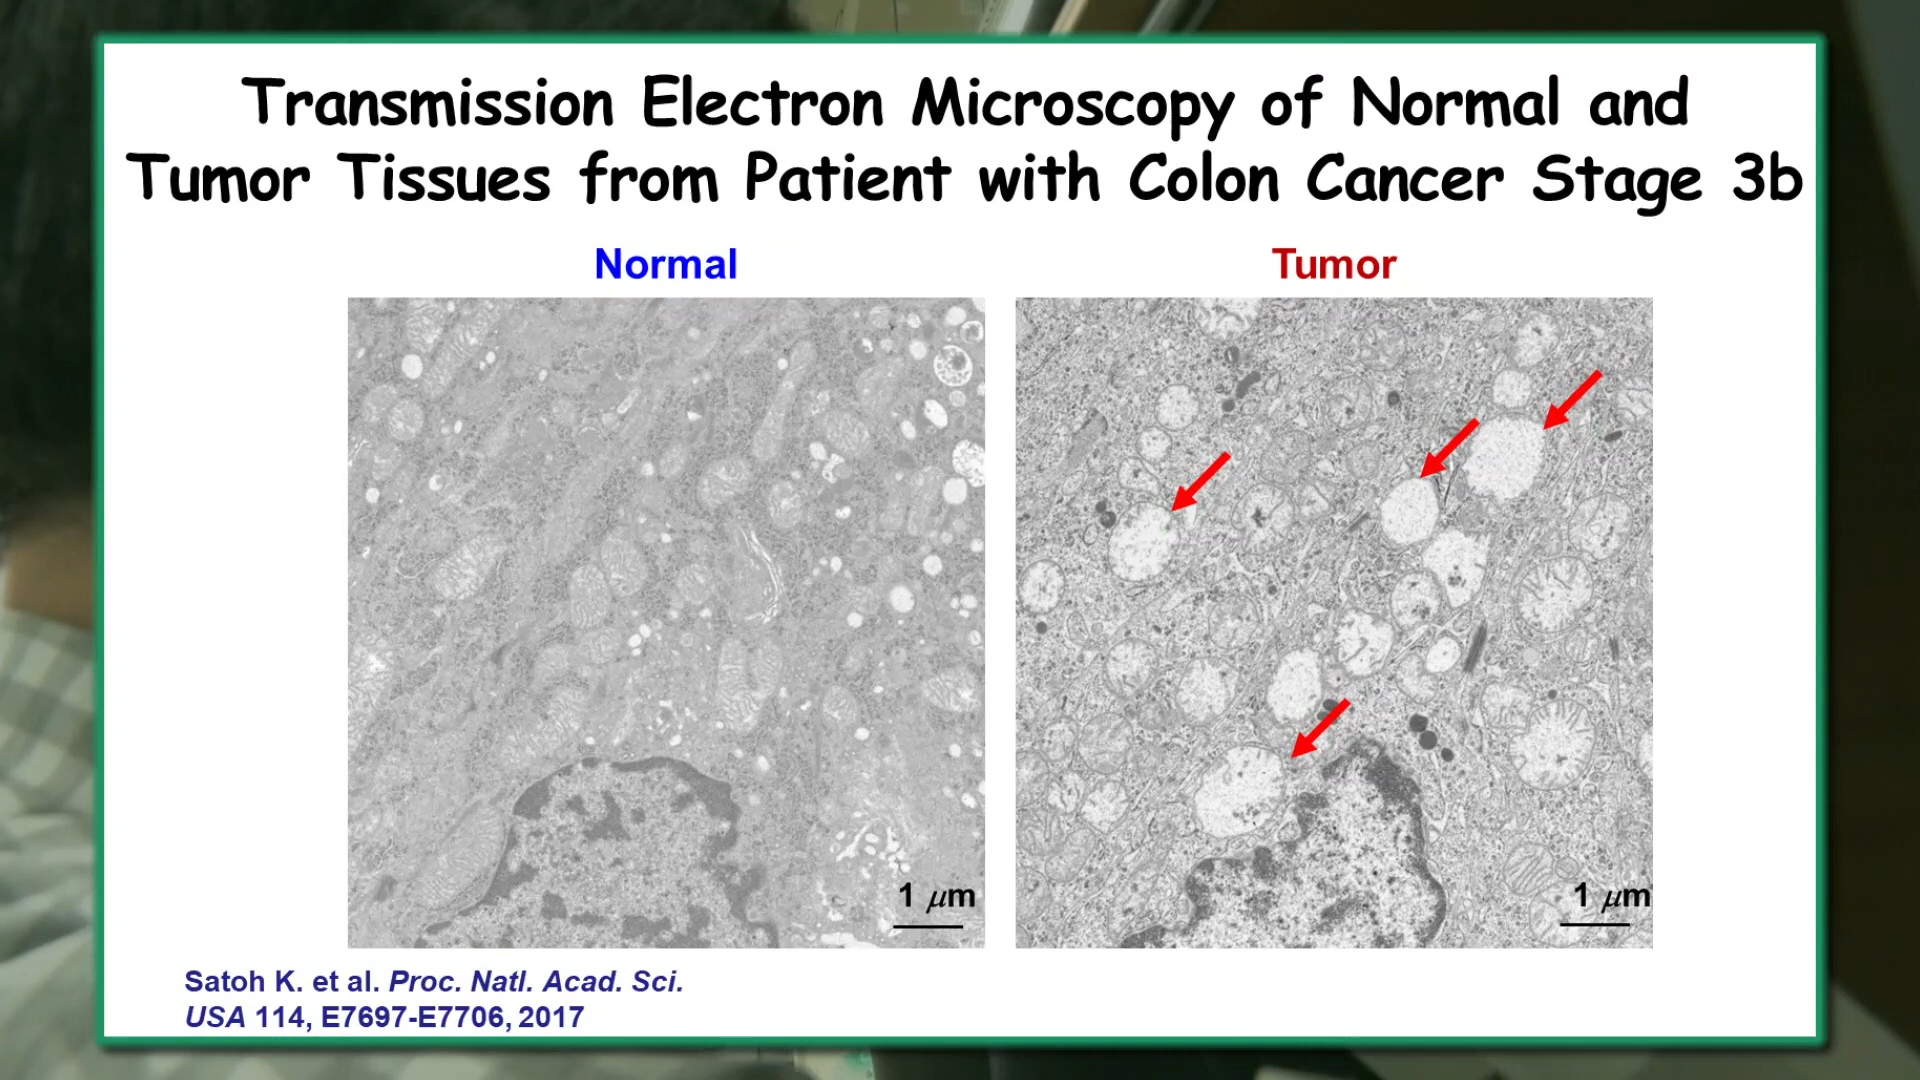 Transmission Electron Microscopy of Normal and
Tumor Tissues from Patient with Colon Cancer Stage 3b
Normal
Tumor
1 μm
1 μm
Satoh K. et al. Proc. Natl. Acad. Sci.
USA 114, E7697-E7706, 2017